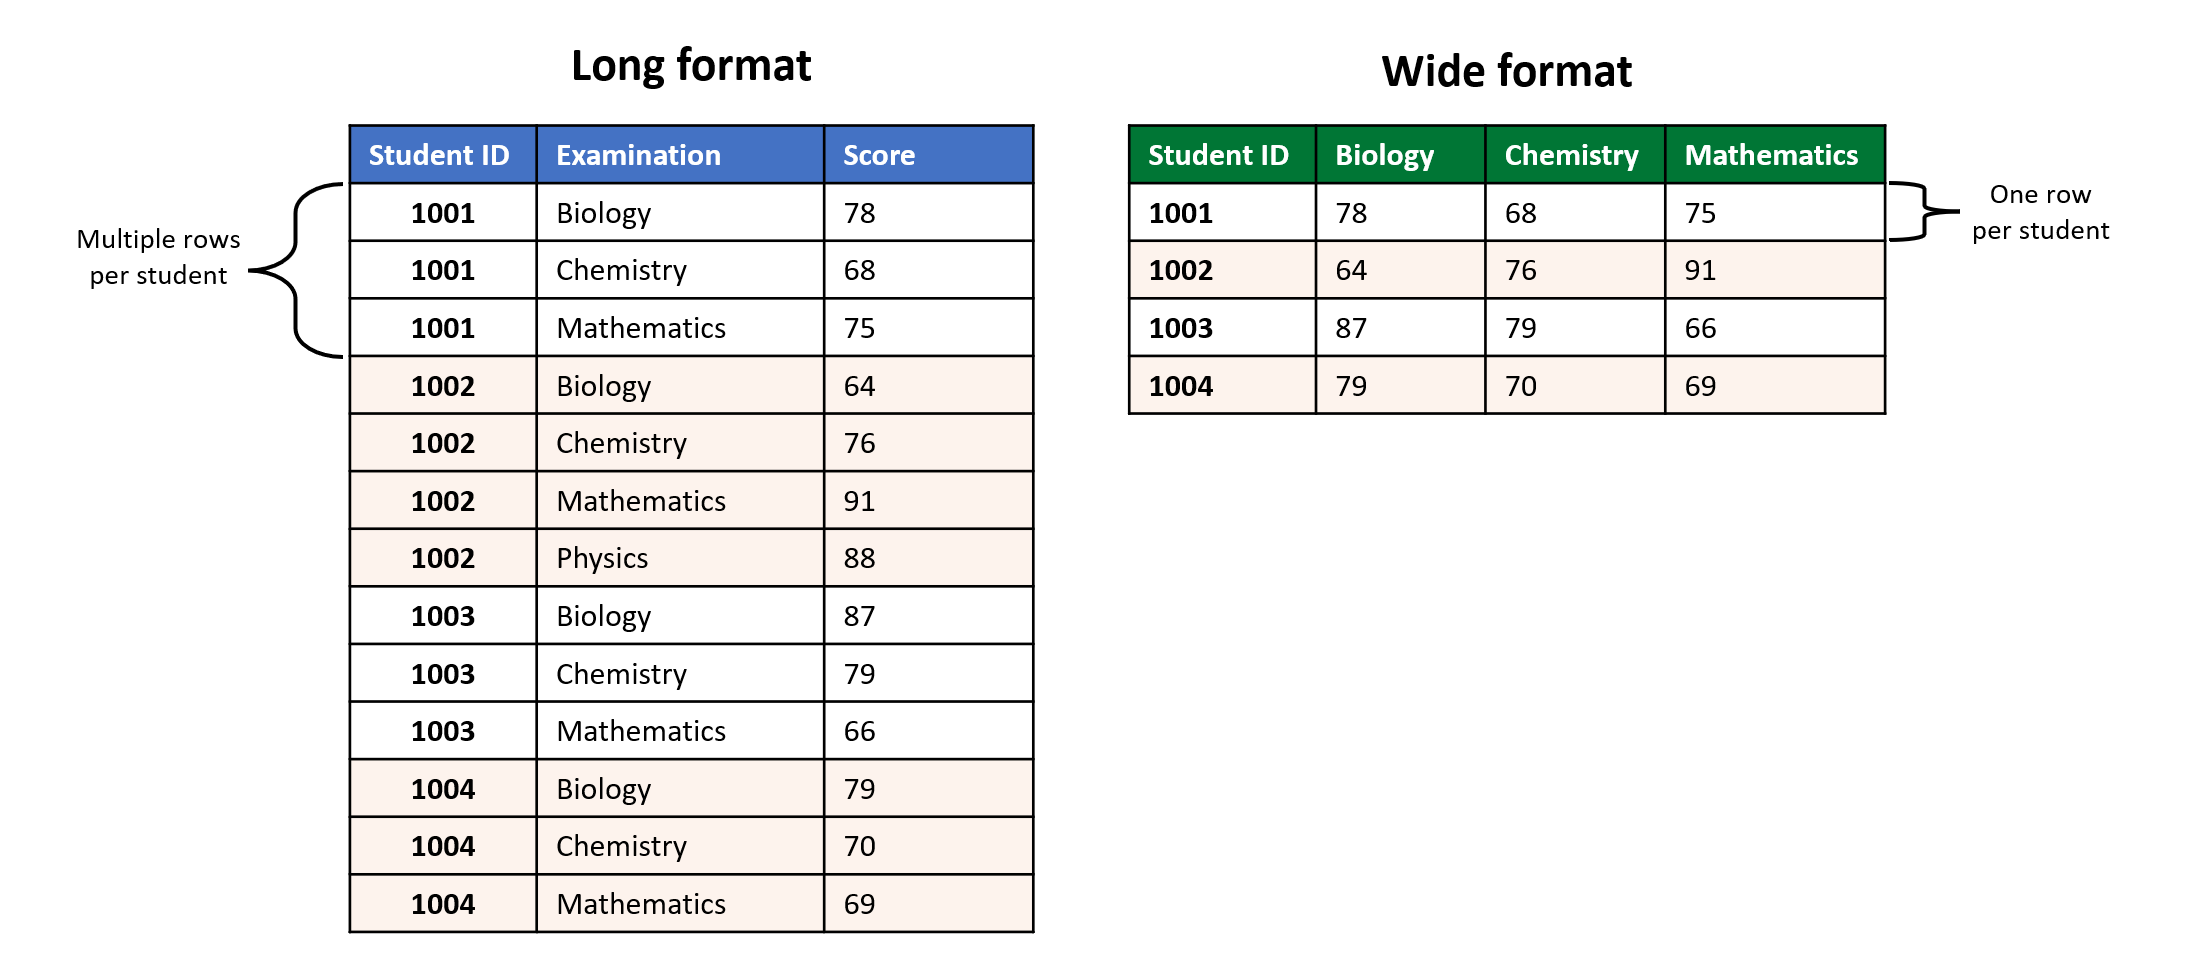 Long format
Multiple rows
per student
Student ID Examination Score
1001 Biology 78
1001 Chemistry 68
1001 Mathematics 75
1002 Biology 64
1002 Chemistry 76
1002 Mathematics 91
1002 Physics 88
1003 Biology 87
1003 Chemistry 79
1003 Mathematics 66
1004 Biology 79
1004 Chemistry 70
1004 Mathematics 69
Wide format
Student ID Biology Chemistry Mathematics
1001 78 68 75
1002 64 76 91
1003 87 79 66
1004 79 70 69
One row
per student